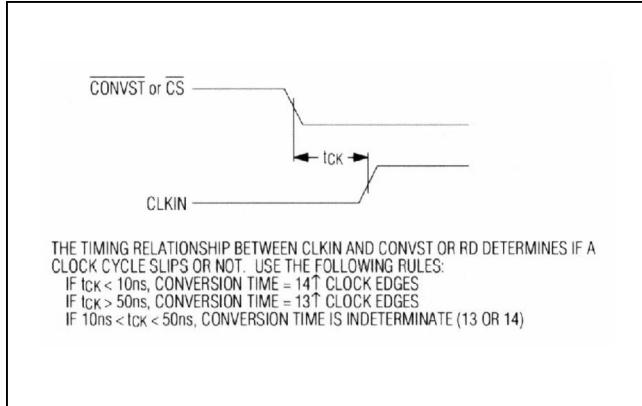 CONVST or CS
tCK
CLKIN
THE TIMING RELATIONSHIP BETWEEN CLKIN AND CONVST OR RD DETERMINES IF A
CLOCK CYCLE SLIPS OR NOT. USE THE FOLLOWING RULES:
IF tCK < 10ns, CONVERSION TIME = 14↑ CLOCK EDGES
IF tCK > 50ns, CONVERSION TIME = 13↑ CLOCK EDGES
IF 10ns < tCK < 50ns, CONVERSION TIME IS INDETERMINATE (13 OR 14)